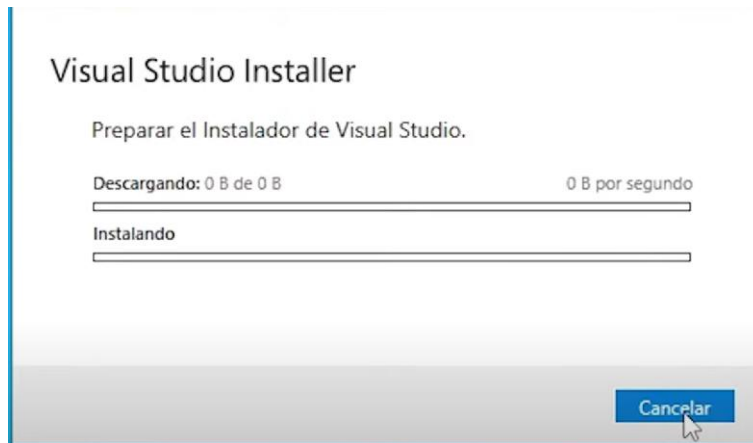 Visual Studio Installer
Preparar el Instalador de Visual Studio.
Descargando: 0 B de 0 B 0 B por segundo
Instalando
Cancelar